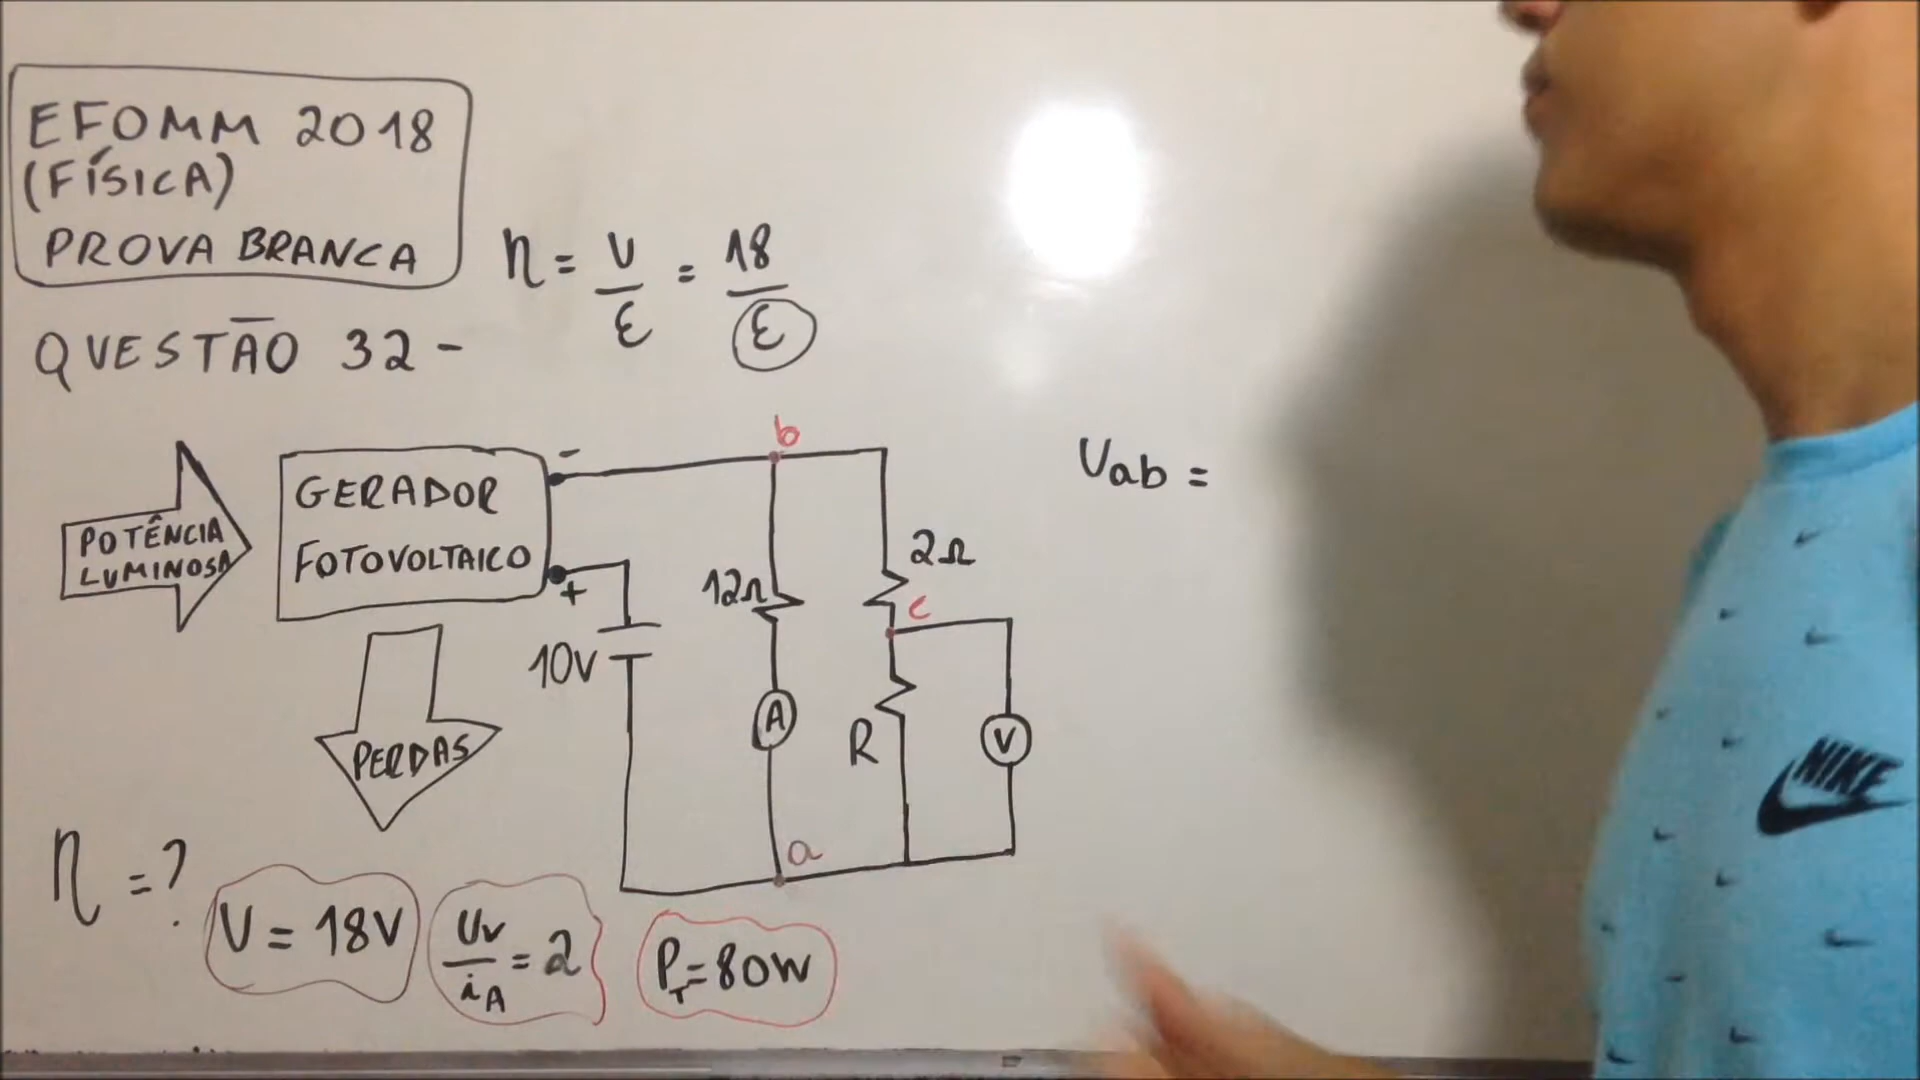 EFOMM 2018
(FÍSICA)
PROVA BRANCA
QUESTÃO 32 -
η = V/ε = 18/ε
b
-
GERADOR
FOTOVOLTAICO
+
POTÊNCIA
LUMINOSA
PERDAS
10V
12Ω
A
2Ω
c
R
V
a
Uab =
η = ?
U = 18V
Uv/iA = 2
PT = 80W
NIKE